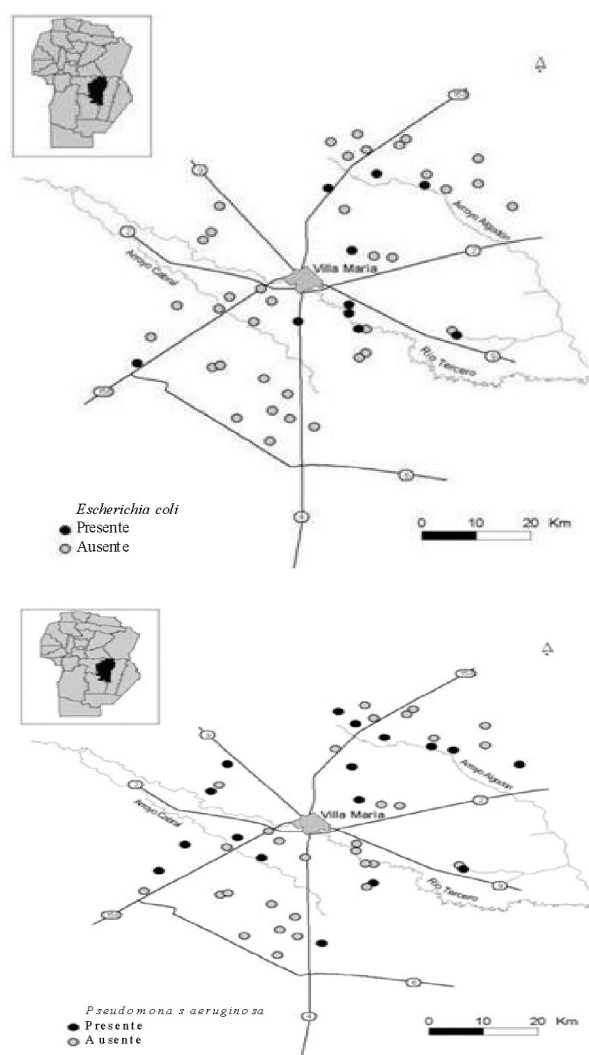 Arroyo Algodón
Villa María
Arroyo Cabral
Río Tercero
Escherichia coli
Presente
Ausente
0 10 20 Km
Arroyo Algodón
Villa María
Arroyo Cabral
Río Tercero
Pseudomona s aeruginosa
Presente
Ausente
0 10 20 Km